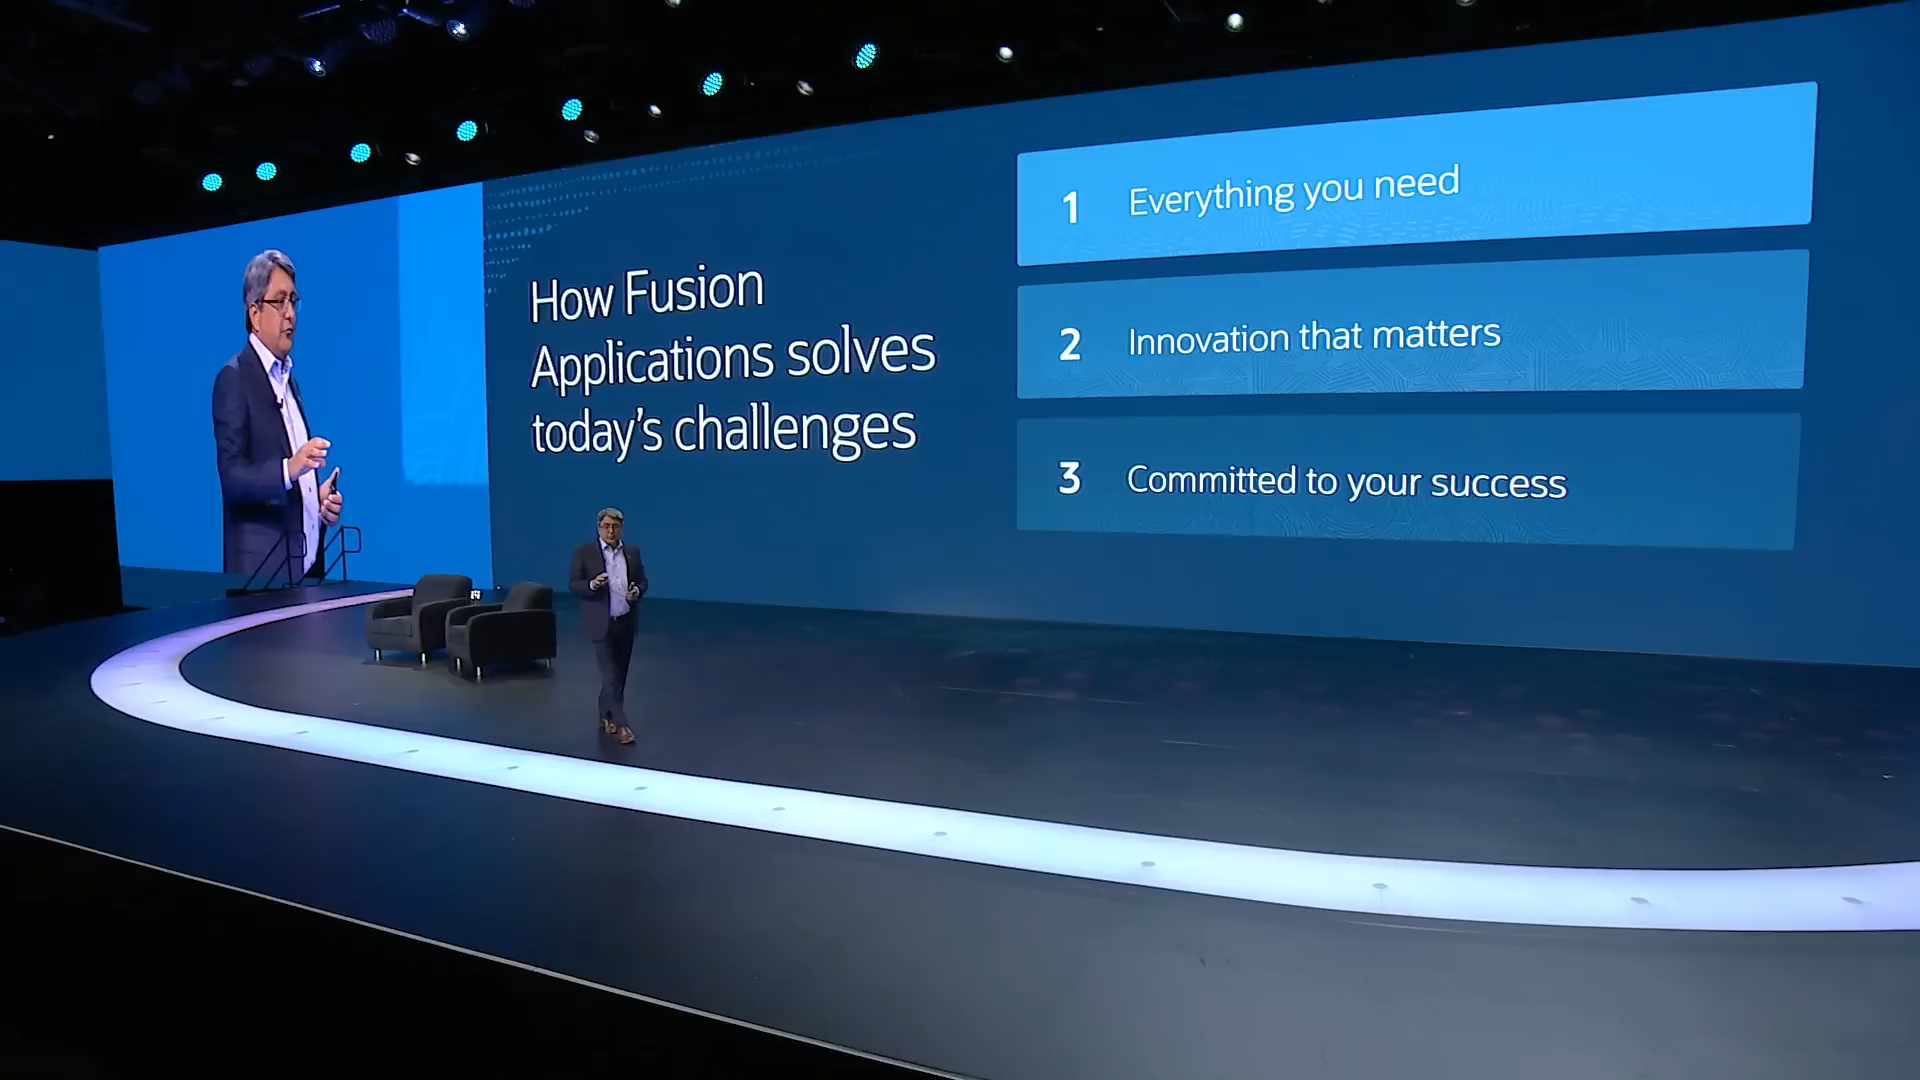 How Fusion
Applications solves
today's challenges
1 Everything you need
2 Innovation that matters
3 Committed to your success